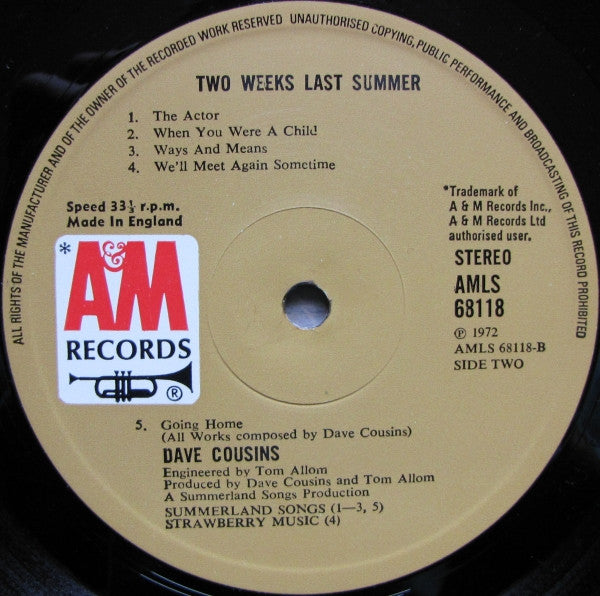 ALL RIGHTS OF THE MANUFACTURER AND OF THE OWNER OF THE RECORDED WORK RESERVED UNAUTHORISED COPYING, PUBLIC PERFORMANCE AND BROADCASTING OF THIS RECORD PROHIBITED
TWO WEEKS LAST SUMMER
1. The Actor
2. When You Were A Child
3. Ways And Means
4. We'll Meet Again Sometime
Speed 33⅓ r.p.m.
Made In England
*
A&M
RECORDS
®
*Trademark of
A & M Records Inc.,
A & M Records Ltd
authorised user.
STEREO
AMLS
68118
℗ 1972
AMLS 68118-B
SIDE TWO
5. Going Home
(All Works composed by Dave Cousins)
DAVE COUSINS
Engineered by Tom Allom
Produced by Dave Cousins and Tom Allom
A Summerland Songs Production
SUMMERLAND SONGS (1—3, 5)
STRAWBERRY MUSIC (4)